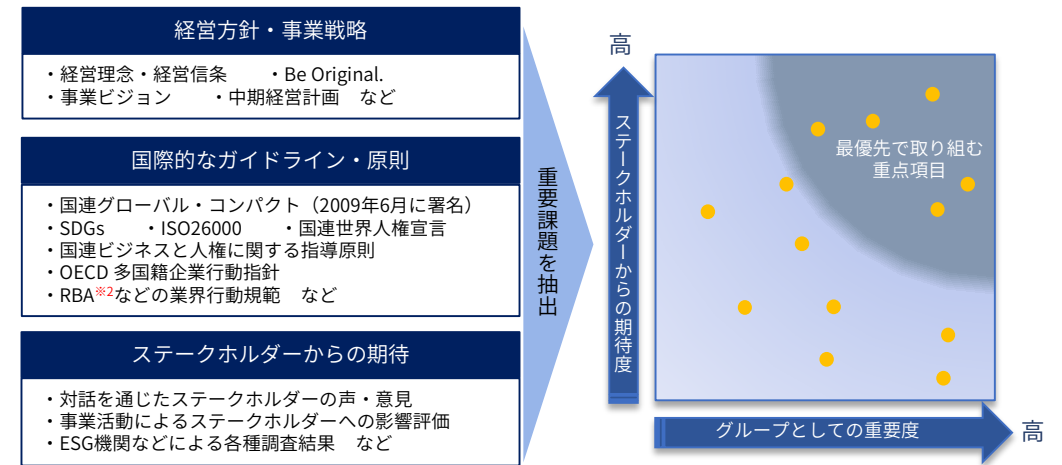 経営方針・事業戦略
・経営理念・経営信条　・Be Original.
・事業ビジョン　・中期経営計画　など
国際的なガイドライン・原則
・国連グローバル・コンパクト（2009年6月に署名）
・SDGs　・ISO26000　・国連世界人権宣言
・国連ビジネスと人権に関する指導原則
・OECD 多国籍企業行動指針
・RBA※2などの業界行動規範　など
ステークホルダーからの期待
・対話を通じたステークホルダーの声・意見
・事業活動によるステークホルダーへの影響評価
・ESG機関などによる各種調査結果　など
重要課題を抽出
高
ステークホルダーからの期待度
最優先で取り組む
重点項目
グループとしての重要度
高